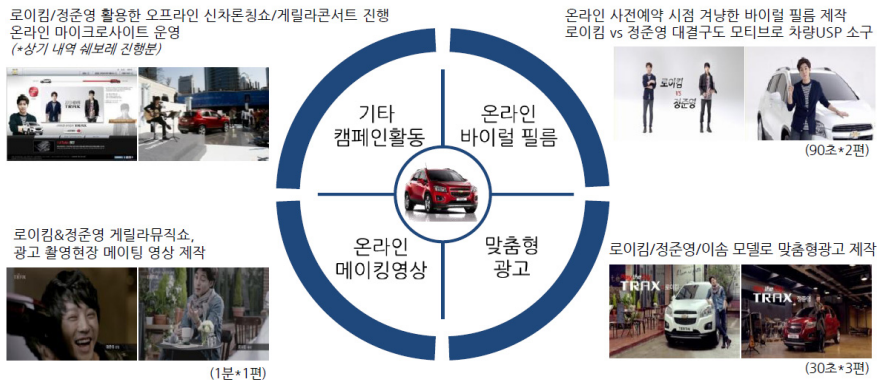 로이킴/정준영 활용한 오프라인 신차론칭쇼/게릴라콘서트 진행
온라인 마이크로사이트 운영
(*상기 내역 쉐보레 진행분)
온라인 사전예약 시점 겨냥한 바이럴 필름 제작
로이킴 vs 정준영 대결구도 모티브로 차량USP 소구
로이킴
VS
정준영
(90초*2편)
기타
캠페인활동
온라인
바이럴 필름
온라인
메이킹영상
맞춤형
광고
로이킴&정준영 게릴라뮤직쇼,
광고 촬영현장 메이팅 영상 제작
(1분*1편)
로이킴/정준영/이솜 모델로 맞춤형광고 제작
TRAX
로이킴
TRAX
정준영
(30초*3편)